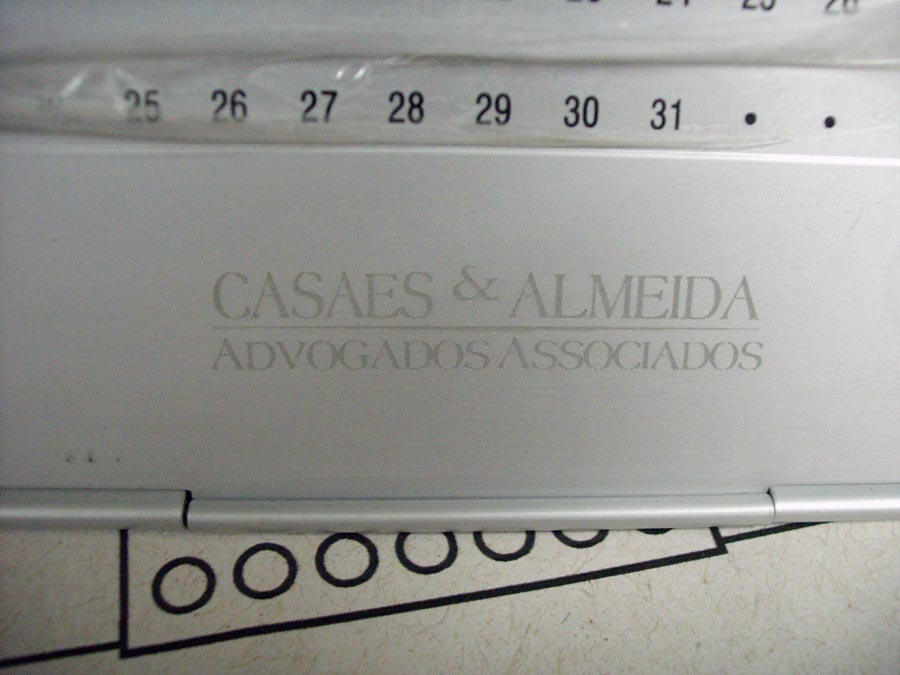 25 26 27 28 29 30 31 • •
CASAES & ALMEIDA
ADVOGADOS ASSOCIADOS